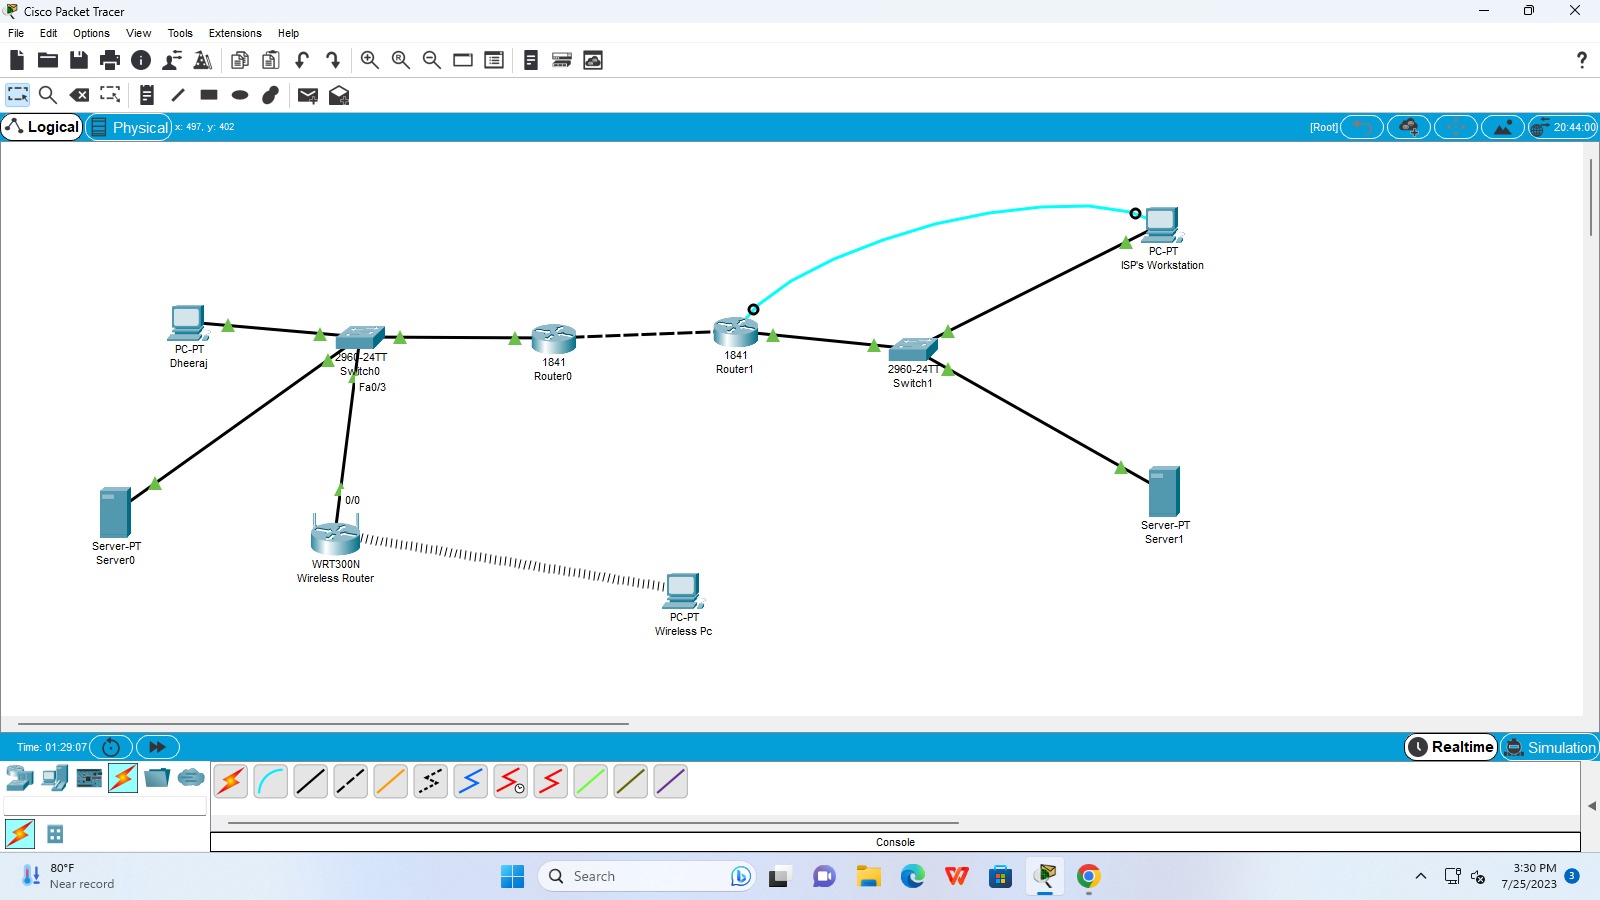 Cisco Packet Tracer
File Edit Options View Tools Extensions Help
?
Logical Physical x: 497, y: 402 [Root] 20:44:00
PC-PT
ISP's Workstation
PC-PT
Dheeraj
2960-24TT
Switch0
Fa0/3
1841
Router0
1841
Router1
2960-24TT
Switch1
0/0
Server-PT
Server0
WRT300N
Wireless Router
Server-PT
Server1
PC-PT
Wireless Pc
Time: 01:29:07 Realtime Simulation
Console
80°F
Near record
Search
3:30 PM
7/25/2023
3